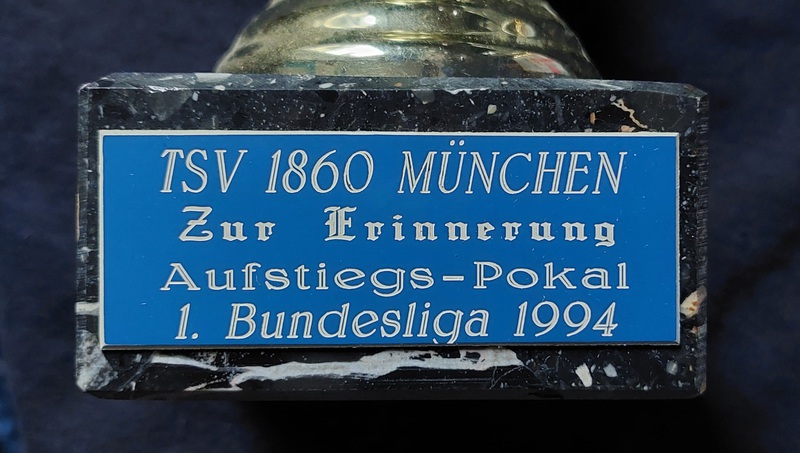 TSV 1860 MÜNCHEN
Zur Erinnerung
Aufstiegs-Pokal
1. Bundesliga 1994